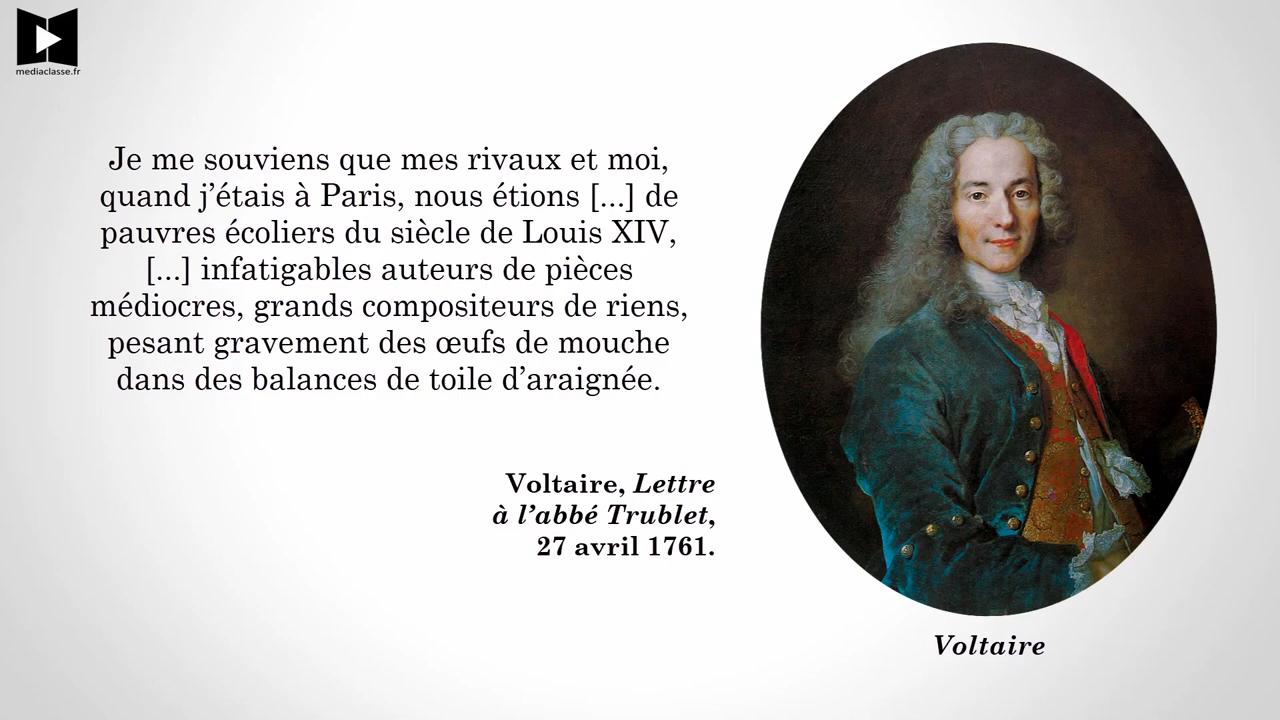 mediaclasse.fr
Je me souviens que mes rivaux et moi,
quand j’étais à Paris, nous étions [...] de
pauvres écoliers du siècle de Louis XIV,
[...] infatigables auteurs de pièces
médiocres, grands compositeurs de riens,
pesant gravement des œufs de mouche
dans des balances de toile d’araignée.
Voltaire, Lettre
à l’abbé Trublet,
27 avril 1761.
Voltaire